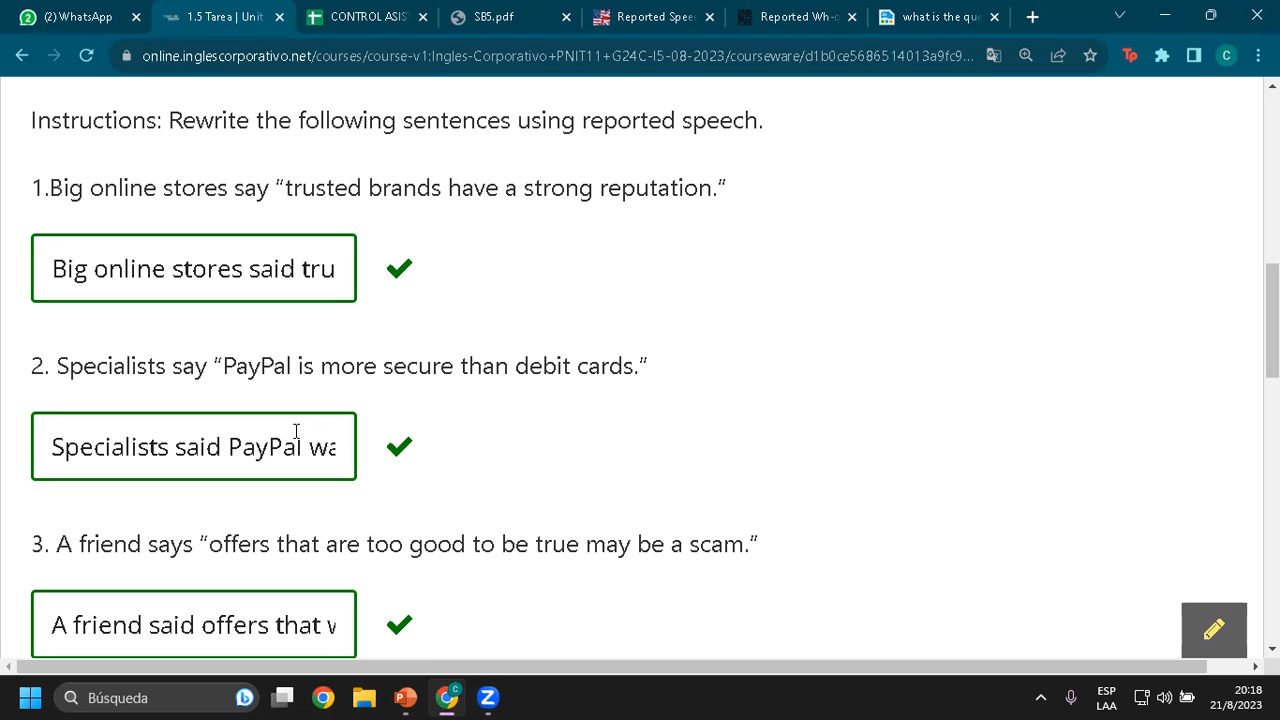 (2) WhatsApp
1.5 Tarea | Unit
CONTROL ASIST
SB5.pdf
Reported Spee
Reported Wh-q
what is the que
online.inglescorporativo.net/courses/course-v1:Ingles-Corporativo+PNIT11+G24C-I5-08-2023/courseware/d1b0ce5686514013a9fc9...
Tp
C
Instructions: Rewrite the following sentences using reported speech.
1.Big online stores say “trusted brands have a strong reputation.”
Big online stores said tru
2. Specialists say “PayPal is more secure than debit cards.”
Specialists said PayPal wa
3. A friend says “offers that are too good to be true may be a scam.”
A friend said offers that w
Búsqueda
ESP
LAA
20:18
21/8/2023